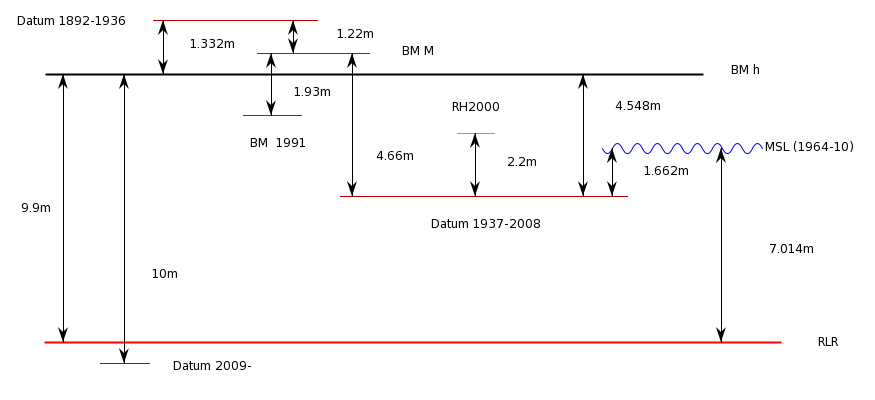 Datum 1892-1936
1.332m
1.22m
BM M
BM h
1.93m
BM  1991
RH2000
4.548m
MSL (1964-10)
4.66m
2.2m
1.662m
9.9m
Datum 1937-2008
7.014m
10m
RLR
Datum 2009-